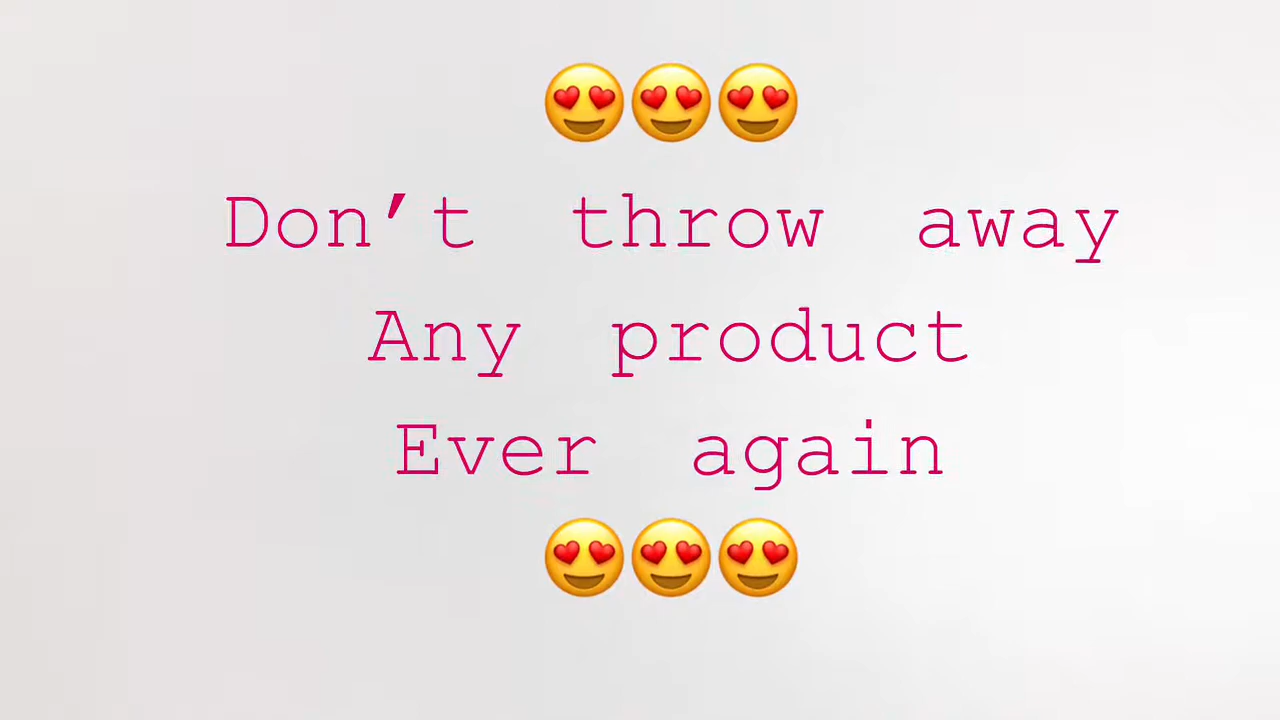 😍😍😍
Don’t throw away
Any product
Ever again
😍😍😍